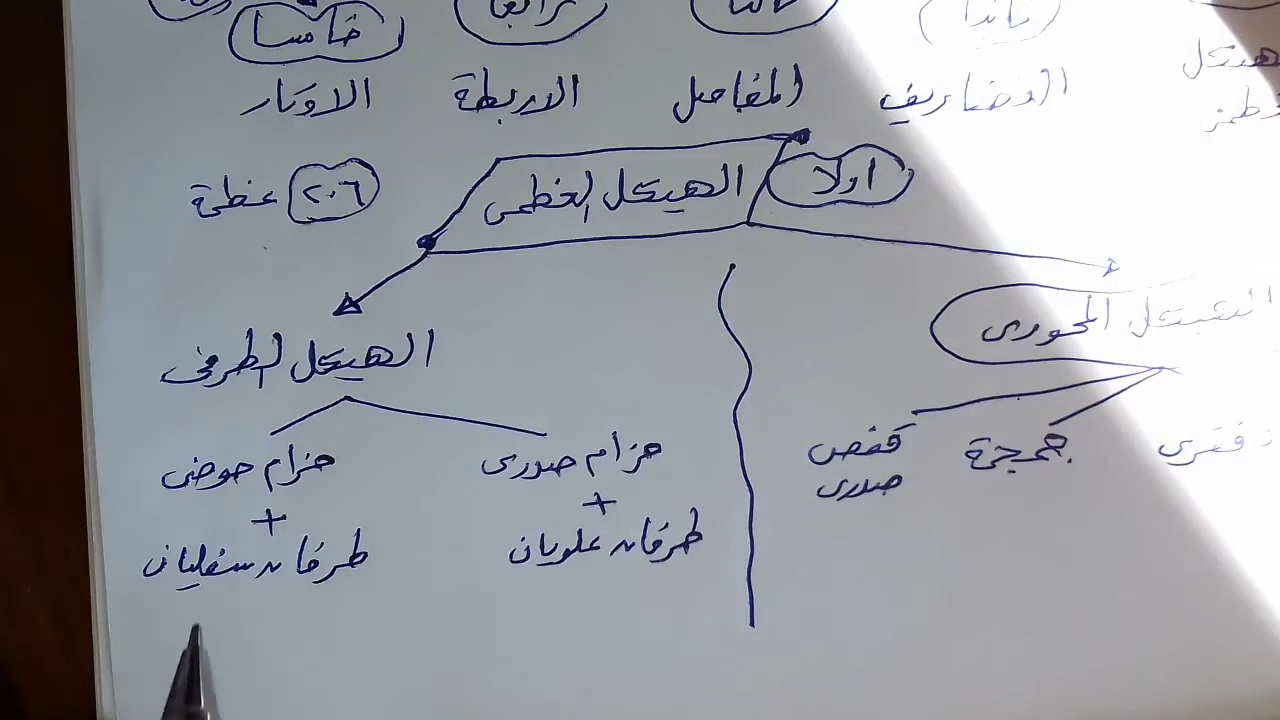 ثالثا رابعا خامسا
الغضاريف المفاصل الاربطة الاوتار
اولا الهيكل العظمى ٢٠٦ عظمة
الهيكل المحورى
الهيكل الطرفى
فقرى جمجمة قفص صدرى
حزام صدرى + طرفان علويان
حزام حوضى + طرفان سفليان